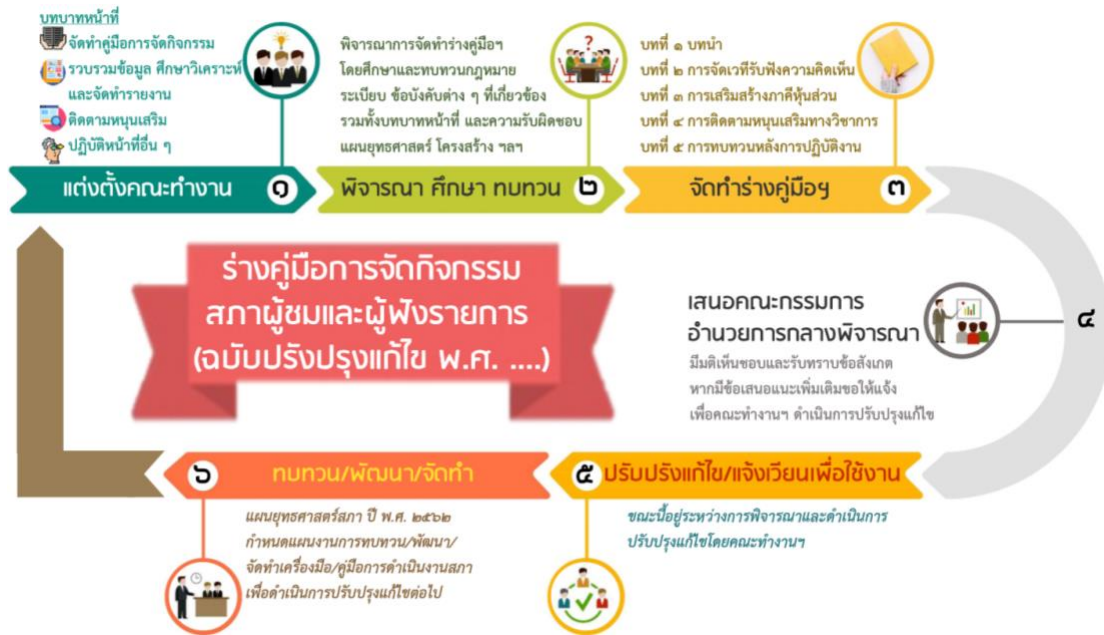 บทบาทหน้าที่
จัดทำคู่มือการจัดกิจกรรม
รวบรวมข้อมูล ศึกษาวิเคราะห์
และจัดทำรายงาน
ติดตามหนุนเสริม
ปฏิบัติหน้าที่อื่น ๆ
แต่งตั้งคณะทำงาน ๑
พิจารณาการจัดทำร่างคู่มือฯ
โดยศึกษาและทบทวนกฎหมาย
ระเบียบ ข้อบังคับต่าง ๆ ที่เกี่ยวข้อง
รวมทั้งบทบาทหน้าที่ และความรับผิดชอบ
แผนยุทธศาสตร์ โครงสร้าง ฯลฯ
?
พิจารณา ศึกษา ทบทวน ๒
บทที่ ๑ บทนำ
บทที่ ๒ การจัดเวทีรับฟังความคิดเห็น
บทที่ ๓ การเสริมสร้างภาคีหุ้นส่วน
บทที่ ๔ การติดตามหนุนเสริมทางวิชาการ
บทที่ ๕ การทบทวนหลังการปฏิบัติงาน
จัดทำร่างคู่มือฯ ๓
ร่างคู่มือการจัดกิจกรรม
สภาผู้ชมและผู้ฟังรายการ
(ฉบับปรังปรุงแก้ไข พ.ศ. ....)
เสนอคณะกรรมการ
อำนวยการกลางพิจารณา
๔
มีมติเห็นชอบและรับทราบข้อสังเกต
หากมีข้อเสนอแนะเพิ่มเติมขอให้แจ้ง
เพื่อคณะทำงานฯ ดำเนินการปรับปรุงแก้ไข
๕ ปรับปรังแก้ไข/แจ้งเวียนเพื่อใช้งาน
ขณะนี้อยู่ระหว่างการพิจารณาและดำเนินการ
ปรับปรุงแก้ไขโดยคณะทำงานฯ
๖ ทบทวน/พัฒนา/จัดทำ
แผนยุทธศาสตร์สภา ปี พ.ศ. ๒๕๖๒
กำหนดแผนงานการทบทวน/พัฒนา/
จัดทำเครื่องมือ/คู่มือการดำเนินงานสภา
เพื่อดำเนินการปรับปรุงแก้ไขต่อไป